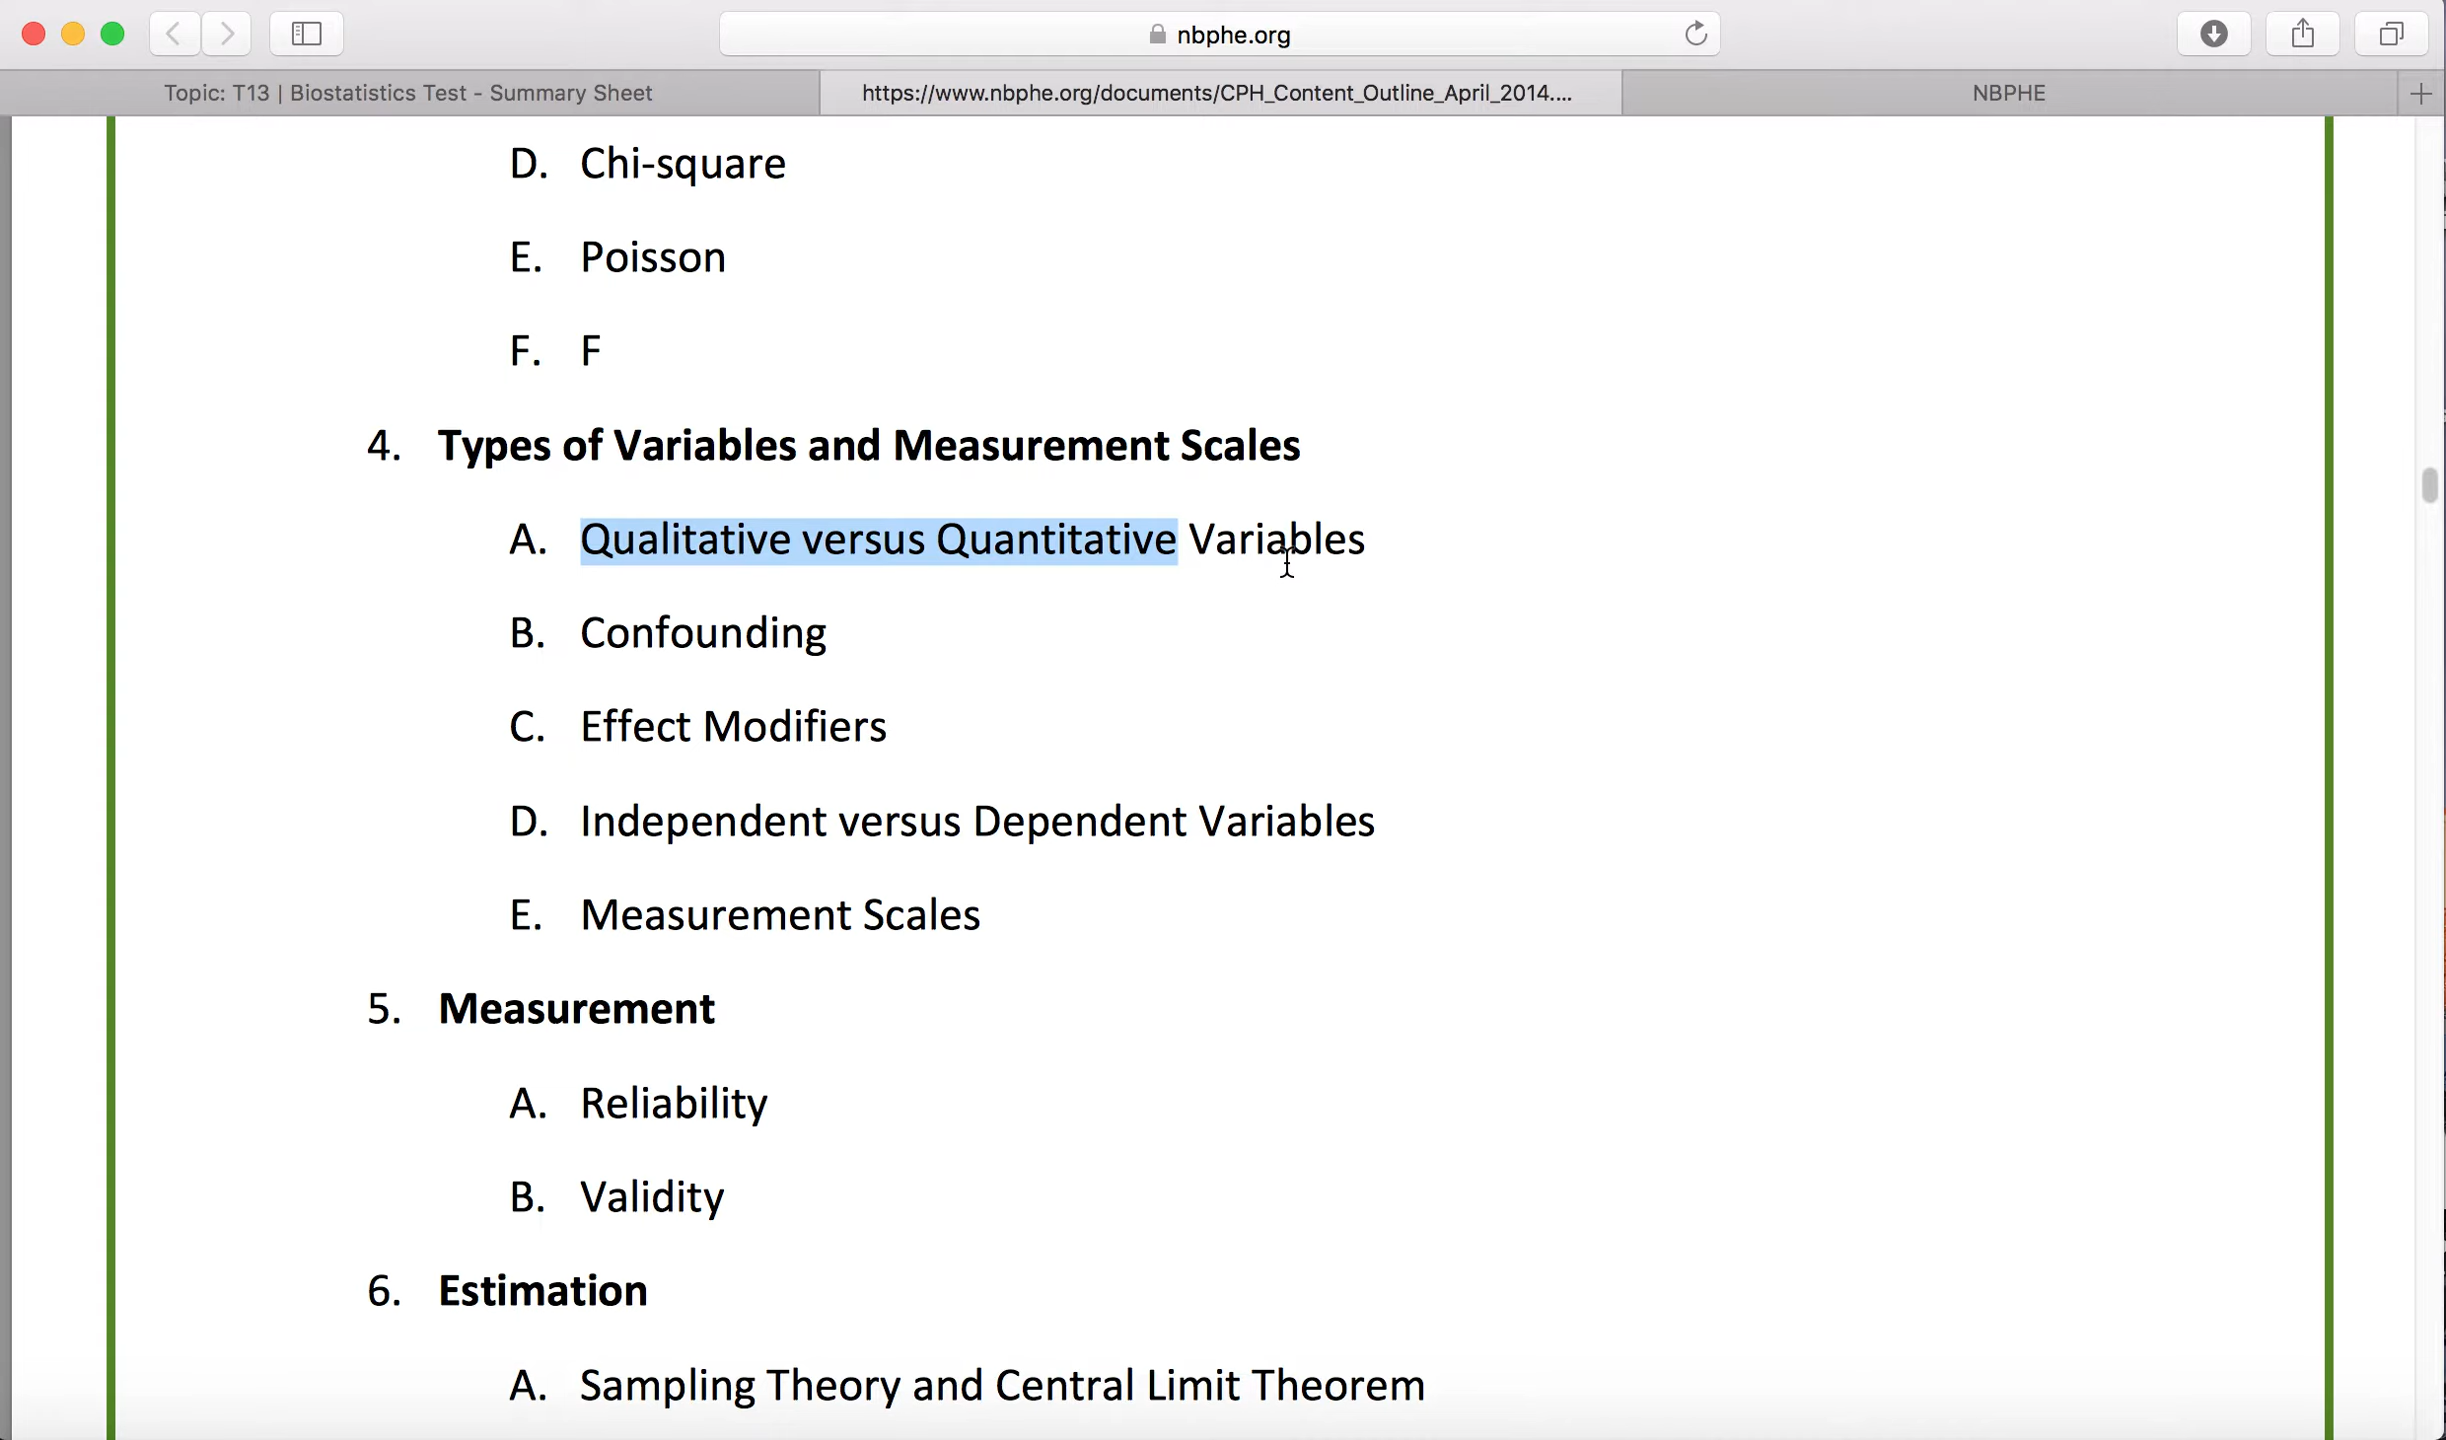 nbphe.org
Topic: T13 | Biostatistics Test - Summary Sheet
https://www.nbphe.org/documents/CPH_Content_Outline_April_2014....
NBPHE
D. Chi-square
E. Poisson
F. F
4. Types of Variables and Measurement Scales
A. Qualitative versus Quantitative Variables
B. Confounding
C. Effect Modifiers
D. Independent versus Dependent Variables
E. Measurement Scales
5. Measurement
A. Reliability
B. Validity
6. Estimation
A. Sampling Theory and Central Limit Theorem